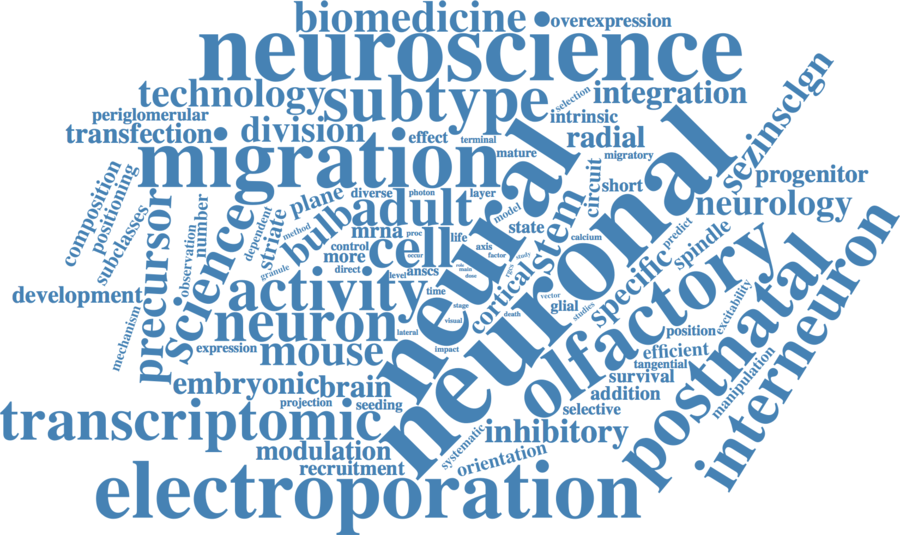 biomedicine
overexpression
neuroscience
technology
subtype
selection
integration
periglomerular
intrinsic
transfection
division
effect
terminal
radial
sezinsclgn
migration
mature
migratory
neural
neuronal
progenitor
composition
positioning
subclasses
precursor
science
number
observation
dependent
striate
method
granule
plane
bulb
diverse
photon
layer
adult
model
state
stem
circuit
short
neurology
mrna
proc
control
cell
life
occur
more
direct
level
anscs
axis
factor
study
rgcs
calcium
predict
spindle
specific
cortical
development
mechanism
activity
time
main
stage
visual
death
vector
glial
studies
olfactory
excitability
postnatal
interneuron
neuron
lateral
expression
mouse
impact
position
efficient
tangential
survival
manipulation
embryonic
brain
projection
seeding
addition
selective
transcriptomic
inhibitory
systematic
modulation
recruitment
orientation
electroporation